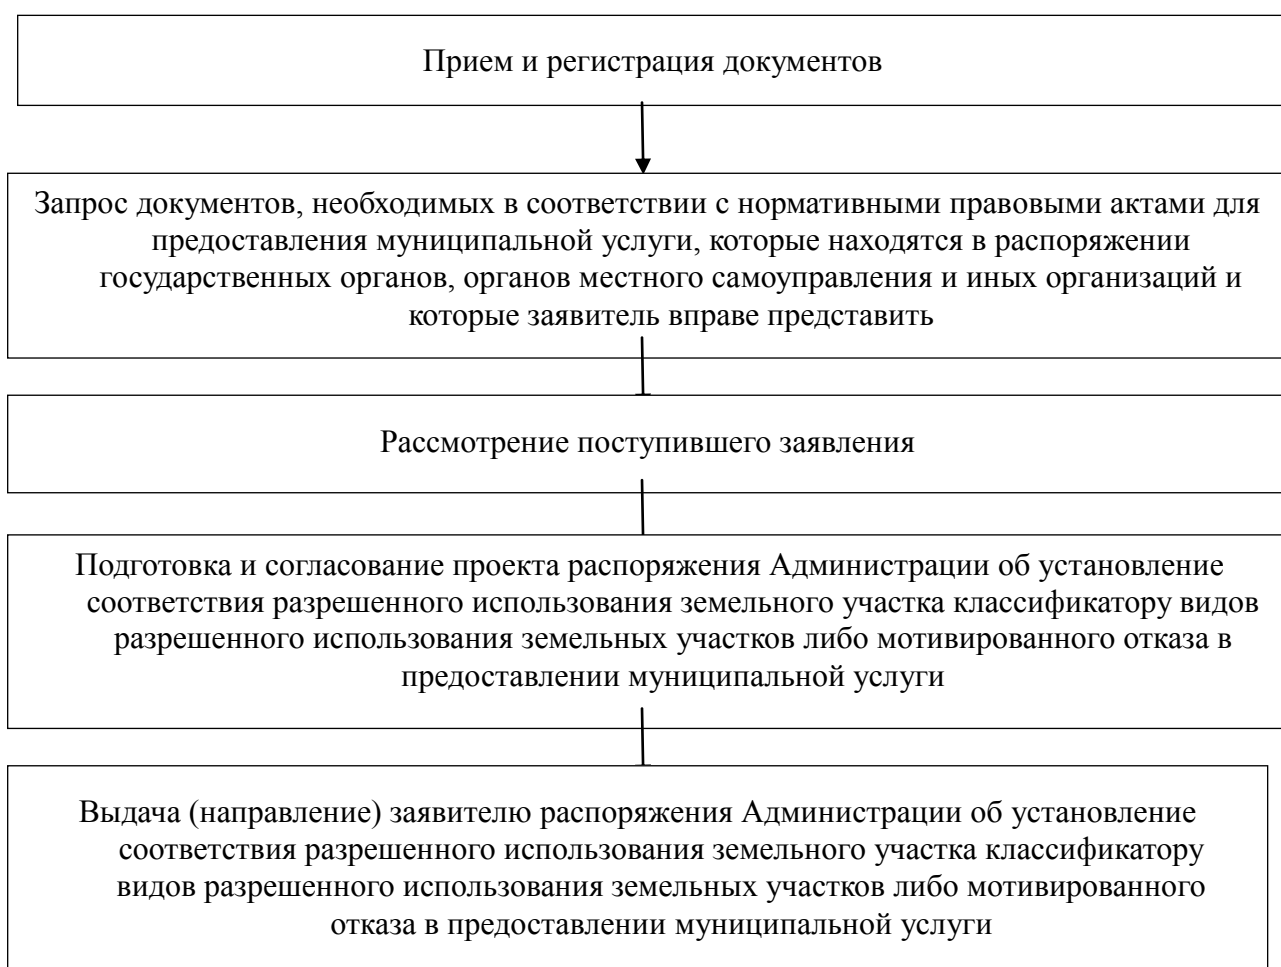 Прием и регистрация документов
Запрос документов, необходимых в соответствии с нормативными правовыми актами для
предоставления муниципальной услуги, которые находятся в распоряжении
государственных органов, органов местного самоуправления и иных организаций и
которые заявитель вправе представить
Рассмотрение поступившего заявления
Подготовка и согласование проекта распоряжения Администрации об установление
соответствия разрешенного использования земельного участка классификатору видов
разрешенного использования земельных участков либо мотивированного отказа в
предоставлении муниципальной услуги
Выдача (направление) заявителю распоряжения Администрации об установление
соответствия разрешенного использования земельного участка классификатору
видов разрешенного использования земельных участков либо мотивированного
отказа в предоставлении муниципальной услуги